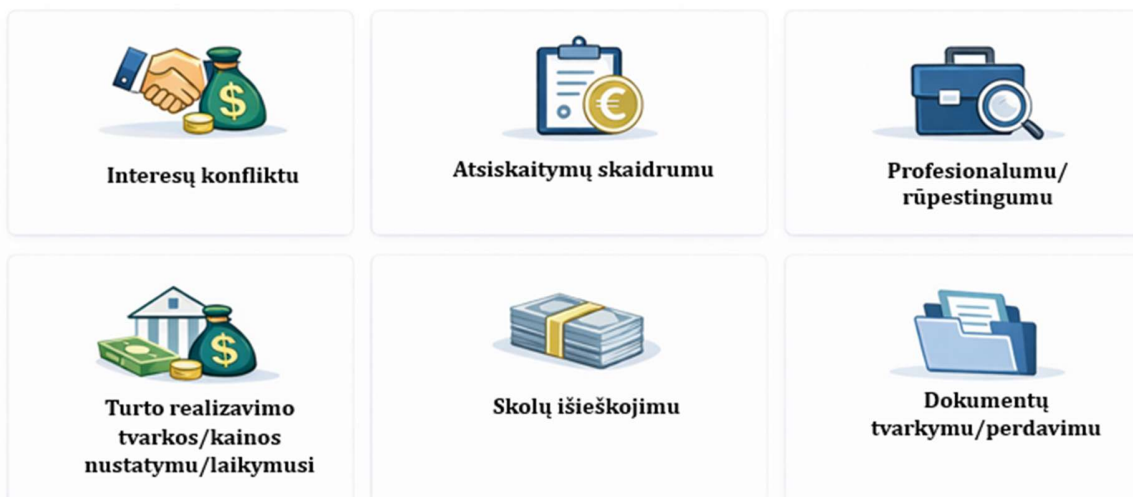 Interesų konfliktu
Atsiskaitymų skaidrumu
Profesionalumu/
rūpestingumu
Turto realizavimo
tvarkos/kainos
nustatymu/laikymusi
Skolų išieškojimu
Dokumentų
tvarkymu/perdavimu